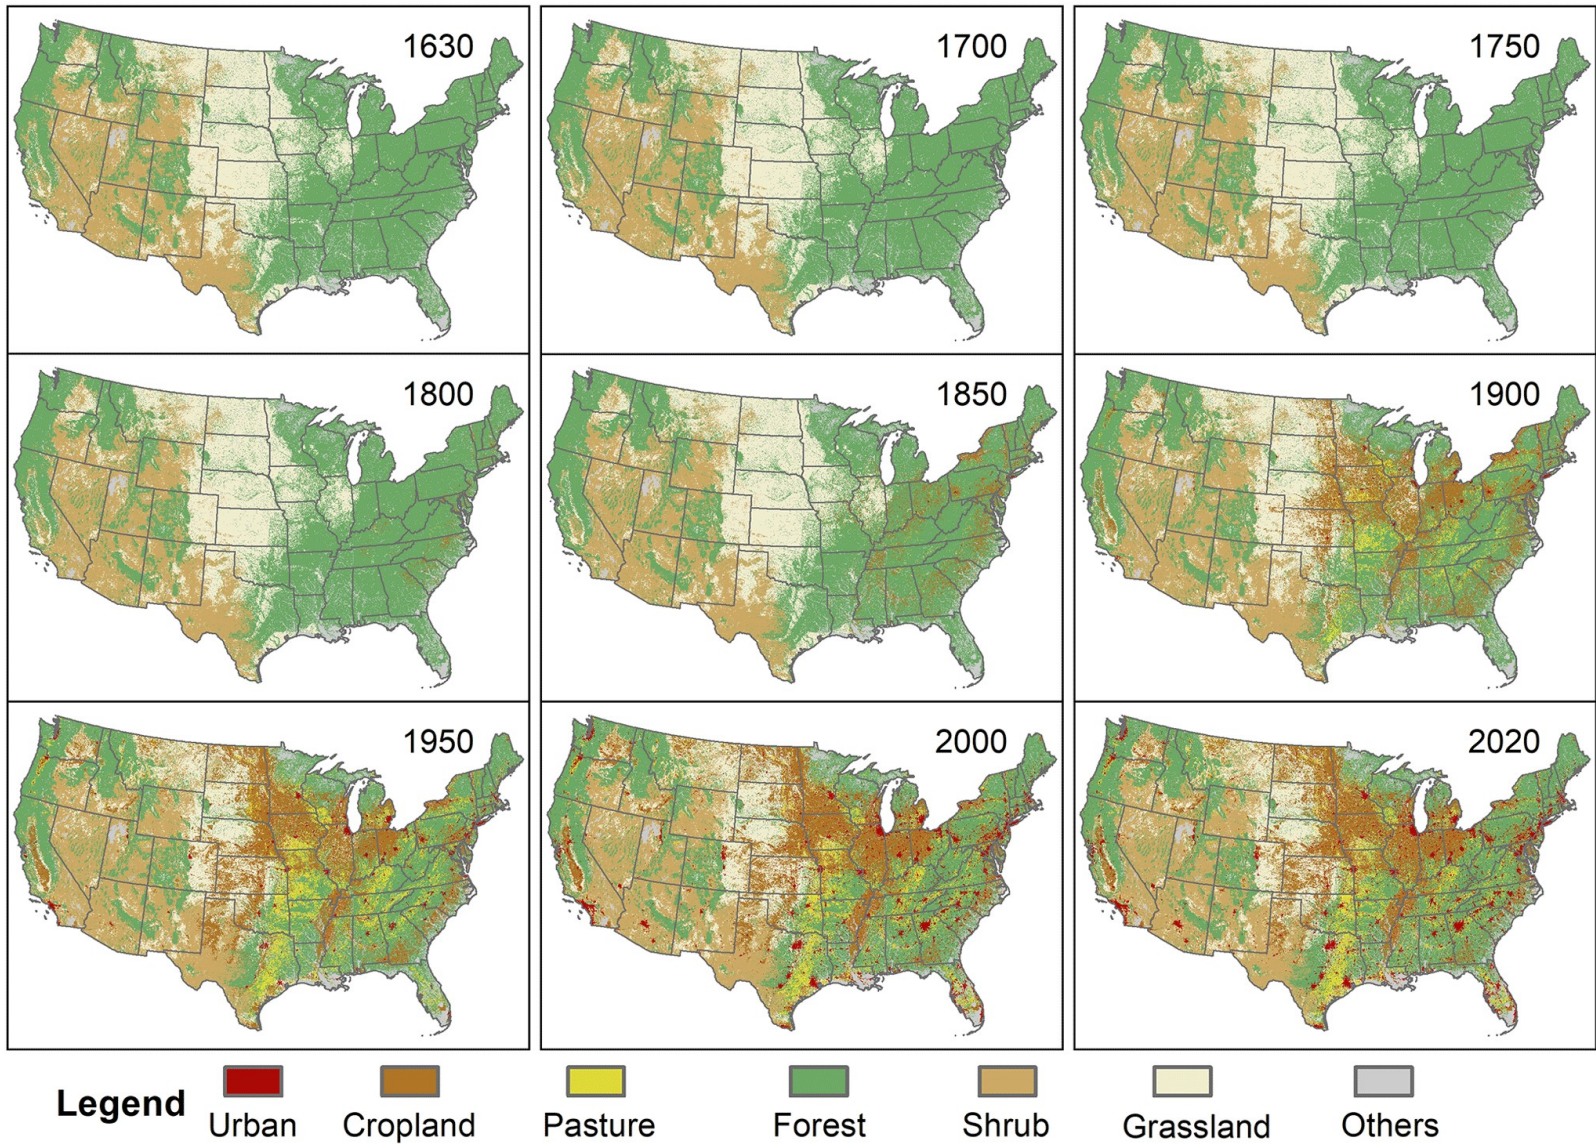 1630
1700
1750
1800
1850
1900
1950
2000
2020
Legend
Urban
Cropland
Pasture
Forest
Shrub
Grassland
Others